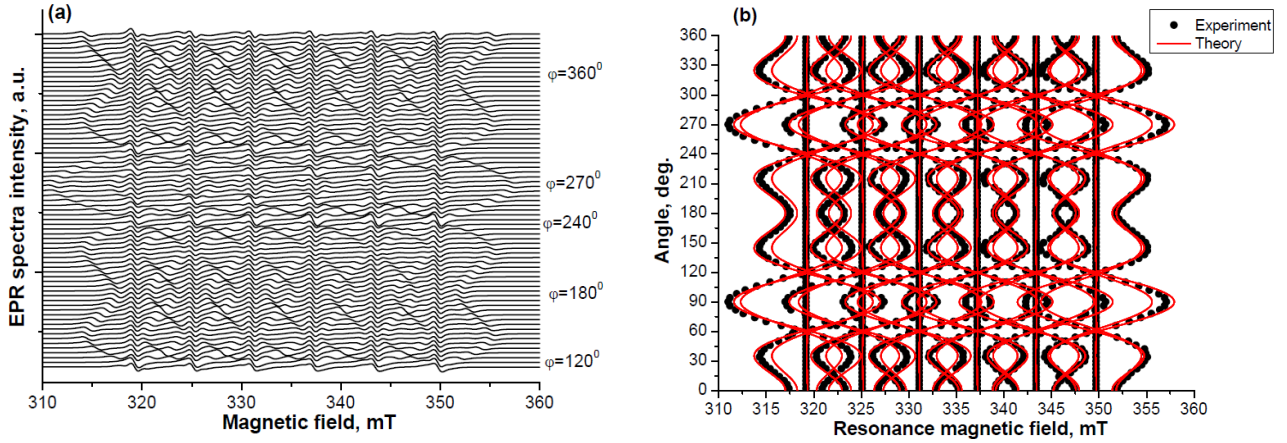 (a)
EPR spectra intensity, a.u.
φ=360⁰
φ=270⁰
φ=240⁰
φ=180⁰
φ=120⁰
310 320 330 340 350 360
Magnetic field, mT
(b)
Experiment
Theory
Angle, deg.
360
330
300
270
240
210
180
150
120
90
60
30
0
310 315 320 325 330 335 340 345 350 355 360
Resonance magnetic field, mT